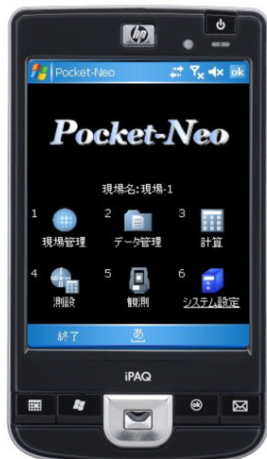 hp
Pocket-Neo
ok
Pocket-Neo
現場名:現場-1
1 2 3
現場管理 データ管理 計算
4 5 6
測設 観測 システム設定
終了 あ
iPAQ
ok